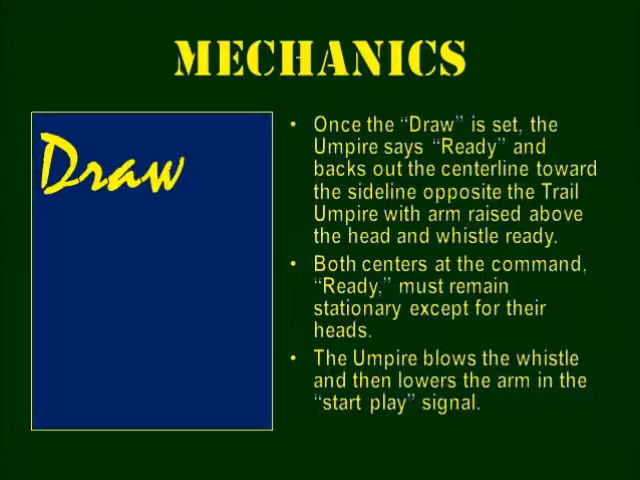 MECHANICS
Draw
• Once the “Draw” is set, the
Umpire says “Ready” and
backs out the centerline toward
the sideline opposite the Trail
Umpire with arm raised above
the head and whistle ready.
• Both centers at the command,
“Ready,” must remain
stationary except for their
heads.
• The Umpire blows the whistle
and then lowers the arm in the
“start play” signal.